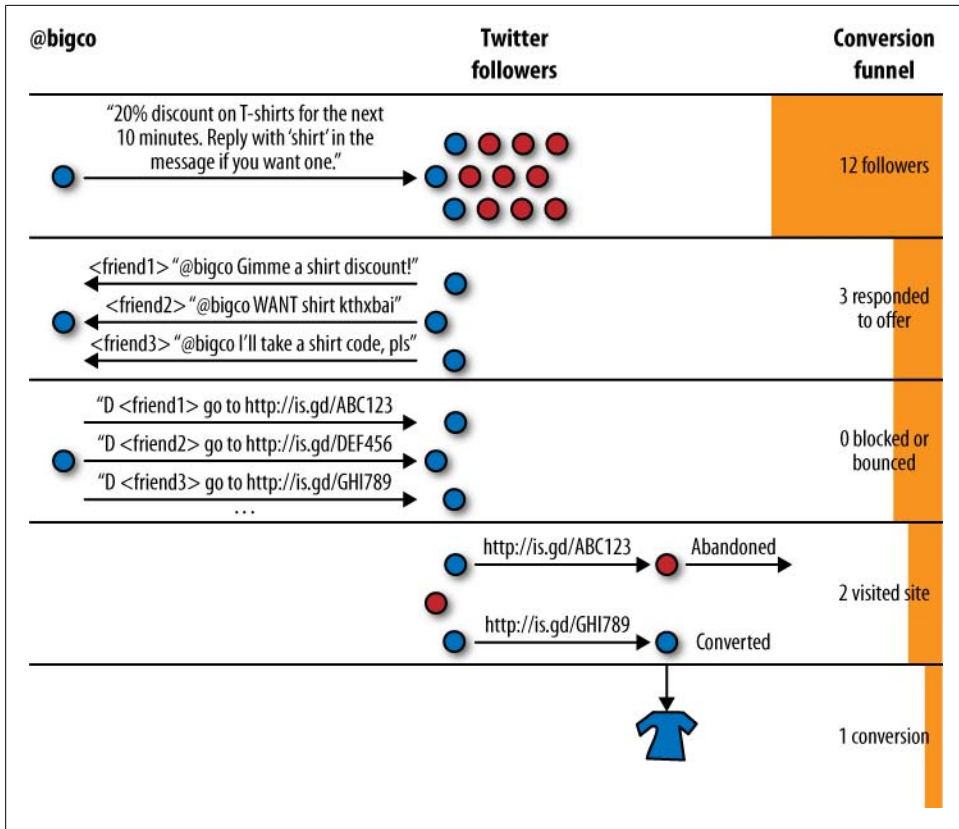 @bigco
Twitter
followers
Conversion
funnel
“20% discount on T-shirts for the next
10 minutes. Reply with ‘shirt’ in the
message if you want one.”
12 followers
<friend1> “@bigco Gimme a shirt discount!”
<friend2> “@bigco WANT shirt kthxbai”
<friend3> “@bigco I’ll take a shirt code, pls”
3 responded
to offer
“D <friend1> go to http://is.gd/ABC123
“D <friend2> go to http://is.gd/DEF456
“D <friend3> go to http://is.gd/GHI789
...
0 blocked or
bounced
http://is.gd/ABC123
Abandoned
2 visited site
http://is.gd/GHI789
Converted
1 conversion